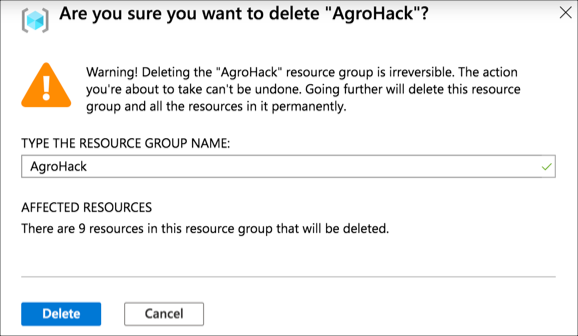 Are you sure you want to delete "AgroHack"?
Warning! Deleting the "AgroHack" resource group is irreversible. The action
you're about to take can't be undone. Going further will delete this resource
group and all the resources in it permanently.
TYPE THE RESOURCE GROUP NAME:
AgroHack
AFFECTED RESOURCES
There are 9 resources in this resource group that will be deleted.
Delete
Cancel